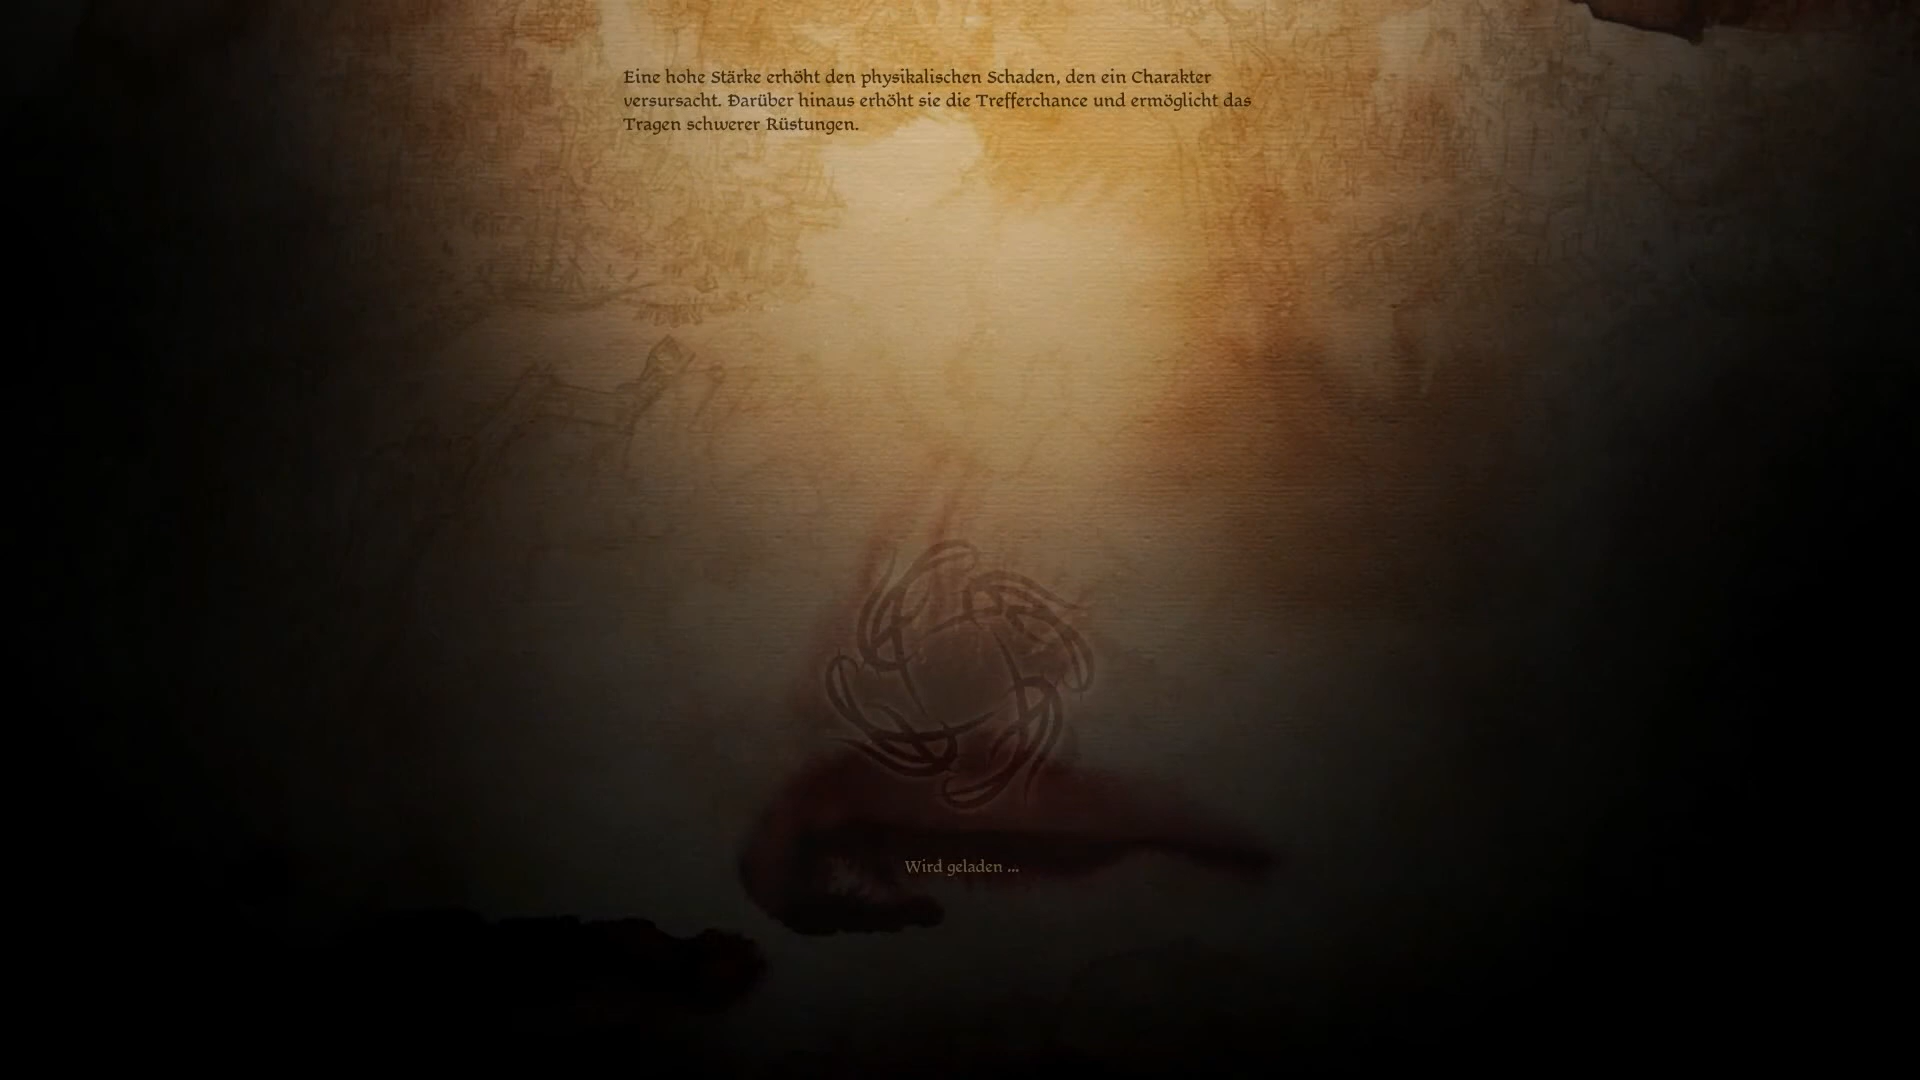 Eine hohe Stärke erhöht den physikalischen Schaden, den ein Charakter
versursacht. Darüber hinaus erhöht sie die Trefferchance und ermöglicht das
Tragen schwerer Rüstungen.
Wird geladen ...